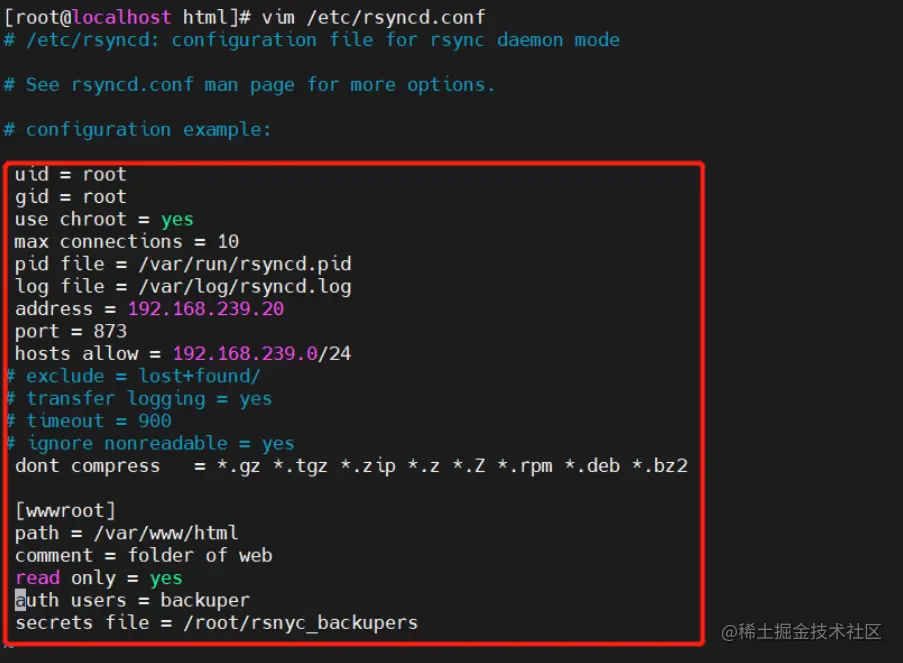 [root@localhost html]# vim /etc/rsyncd.conf
# /etc/rsyncd: configuration file for rsync daemon mode
# See rsyncd.conf man page for more options.
# configuration example:
uid = root
gid = root
use chroot = yes
max connections = 10
pid file = /var/run/rsyncd.pid
log file = /var/log/rsyncd.log
address = 192.168.239.20
port = 873
hosts allow = 192.168.239.0/24
# exclude = lost+found/
# transfer logging = yes
# timeout = 900
# ignore nonreadable = yes
dont compress   = *.gz *.tgz *.zip *.z *.Z *.rpm *.deb *.bz2
[wwwroot]
path = /var/www/html
comment = folder of web
read only = yes
auth users = backuper
secrets file = /root/rsnyc_backupers
~
@稀土掘金技术社区